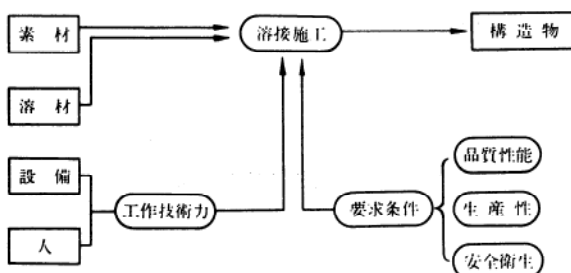 素材
溶接施工
構造物
溶材
設備
人
工作技術力
要求条件
品質性能
生産性
安全衛生